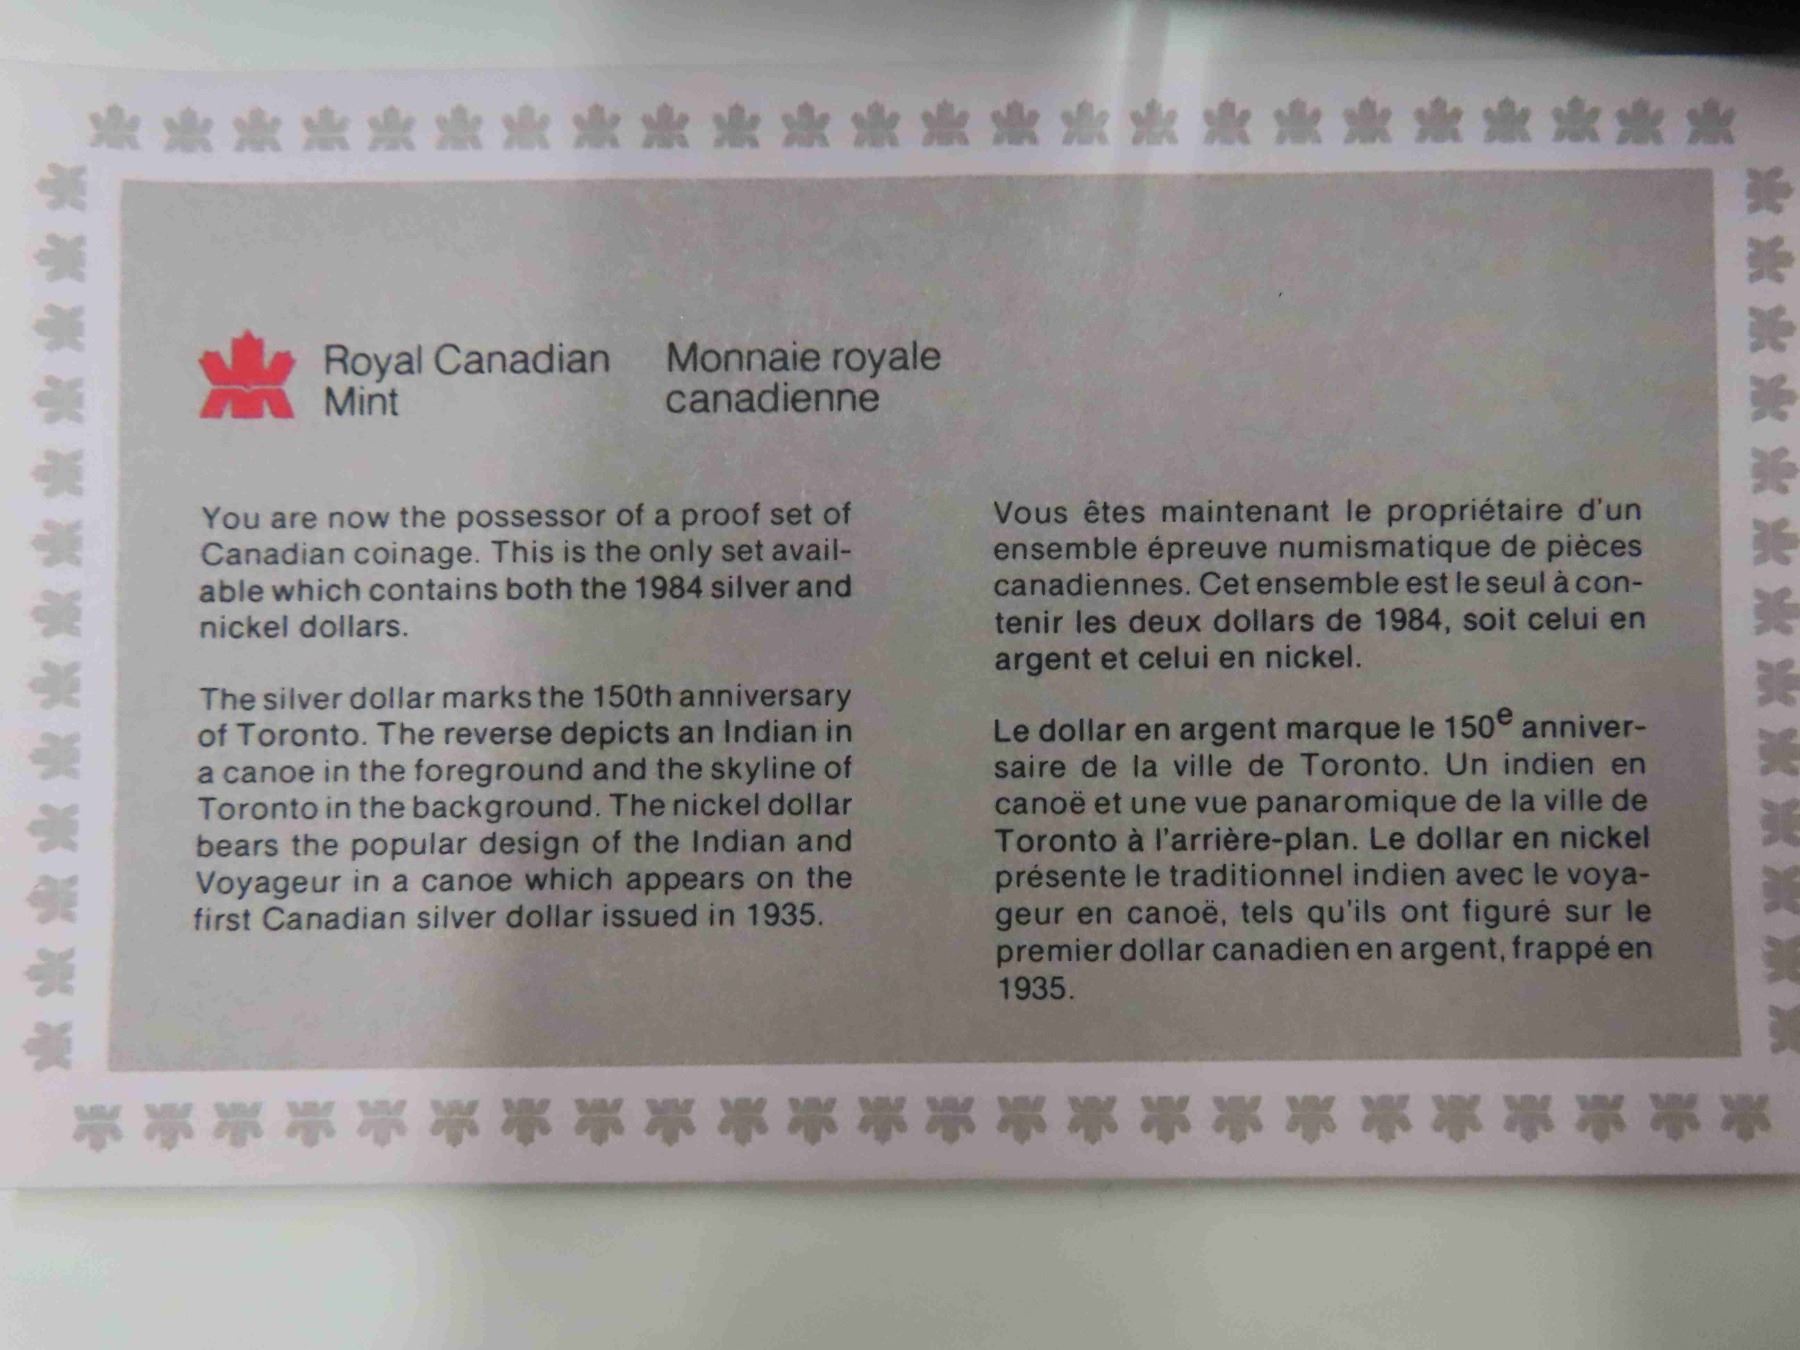 Royal Canadian
Mint
Monnaie royale
canadienne
You are now the possessor of a proof set of
Canadian coinage. This is the only set avail-
able which contains both the 1984 silver and
nickel dollars.
The silver dollar marks the 150th anniversary
of Toronto. The reverse depicts an Indian in
a canoe in the foreground and the skyline of
Toronto in the background. The nickel dollar
bears the popular design of the Indian and
Voyageur in a canoe which appears on the
first Canadian silver dollar issued in 1935.
Vous êtes maintenant le propriétaire d'un
ensemble épreuve numismatique de pièces
canadiennes. Cet ensemble est le seul à con-
tenir les deux dollars de 1984, soit celui en
argent et celui en nickel.
Le dollar en argent marque le 150e anniver-
saire de la ville de Toronto. Un indien en
canoë et une vue panaromique de la ville de
Toronto à l'arrière-plan. Le dollar en nickel
présente le traditionnel indien avec le voya-
geur en canoë, tels qu'ils ont figuré sur le
premier dollar canadien en argent, frappé en
1935.